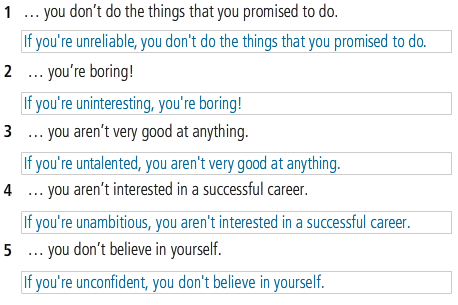 1 … you don’t do the things that you promised to do.
If you're unreliable, you don't do the things that you promised to do.
2 … you’re boring!
If you're uninteresting, you're boring!
3 … you aren’t very good at anything.
If you're untalented, you aren't very good at anything.
4 … you aren’t interested in a successful career.
If you're unambitious, you aren't interested in a successful career.
5 … you don’t believe in yourself.
If you're unconfident, you don't believe in yourself.